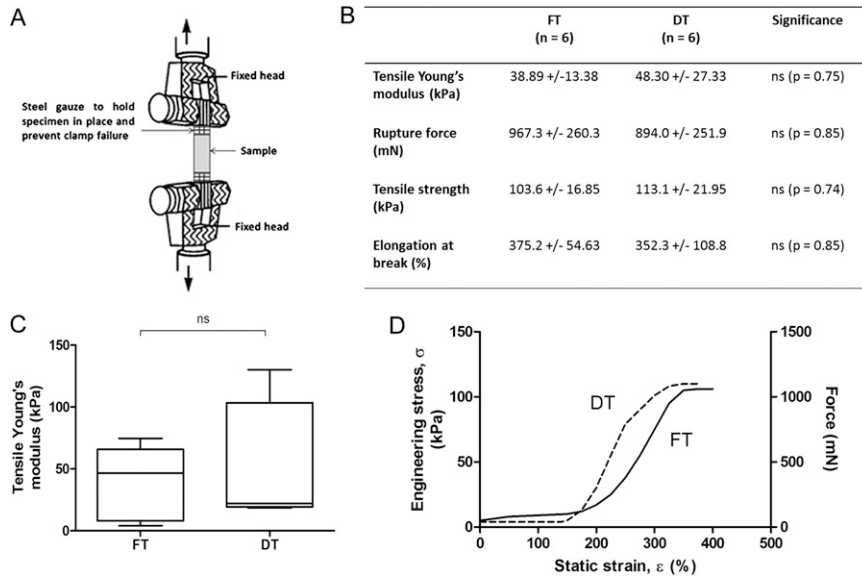 A
Fixed head
Steel gauze to hold
specimen in place and
prevent clamp failure
Sample
Fixed head
B
FT
(n = 6)
DT
(n = 6)
Significance
Tensile Young's
modulus (kPa)
38.89 +/-13.38
48.30 +/- 27.33
ns (p = 0.75)
Rupture force
(mN)
967.3 +/- 260.3
894.0 +/- 251.9
ns (p = 0.85)
Tensile strength
(kPa)
103.6 +/- 16.85
113.1 +/- 21.95
ns (p = 0.74)
Elongation at
break (%)
375.2 +/- 54.63
352.3 +/- 108.8
ns (p = 0.85)
C
ns
Tensile Young's
modulus (kPa)
150
100
50
0
FT
DT
D
Engineering stress, σ
(kPa)
150
100
50
0
DT
FT
1500
1000
500
0
Force (mN)
0
100
200
300
400
500
Static strain, ε (%)